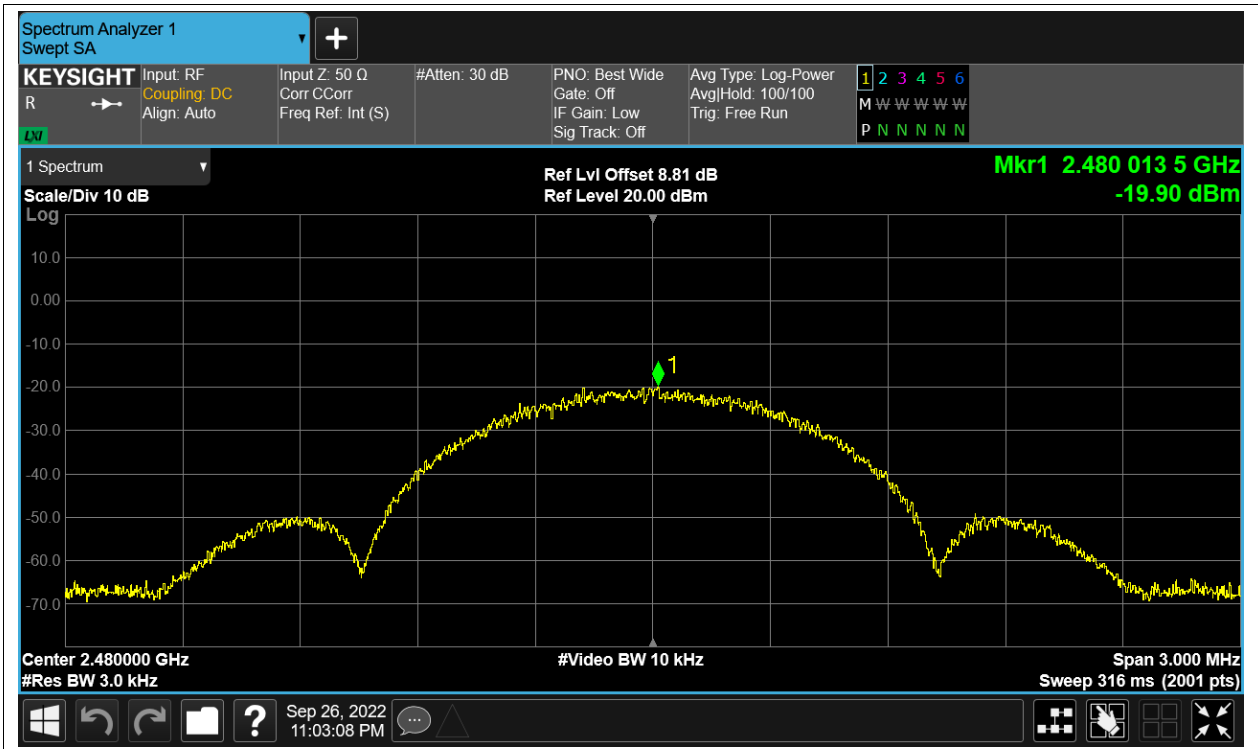 Spectrum Analyzer 1
Swept SA
KEYSIGHT
R
LXI
Input: RF
Coupling: DC
Align: Auto
Input Z: 50 Ω
Corr CCorr
Freq Ref: Int (S)
#Atten: 30 dB
PNO: Best Wide
Gate: Off
IF Gain: Low
Sig Track: Off
Avg Type: Log-Power
Avg|Hold: 100/100
Trig: Free Run
1 2 3 4 5 6
M W W W W W
P N N N N N
1 Spectrum
Scale/Div 10 dB
Log
Ref Lvl Offset 8.81 dB
Ref Level 20.00 dBm
Mkr1 2.480 013 5 GHz
-19.90 dBm
10.0
0.00
-10.0
1
-20.0
-30.0
-40.0
-50.0
-60.0
-70.0
Center 2.480000 GHz
#Video BW 10 kHz
Span 3.000 MHz
#Res BW 3.0 kHz
Sweep 316 ms (2001 pts)
?
Sep 26, 2022
11:03:08 PM